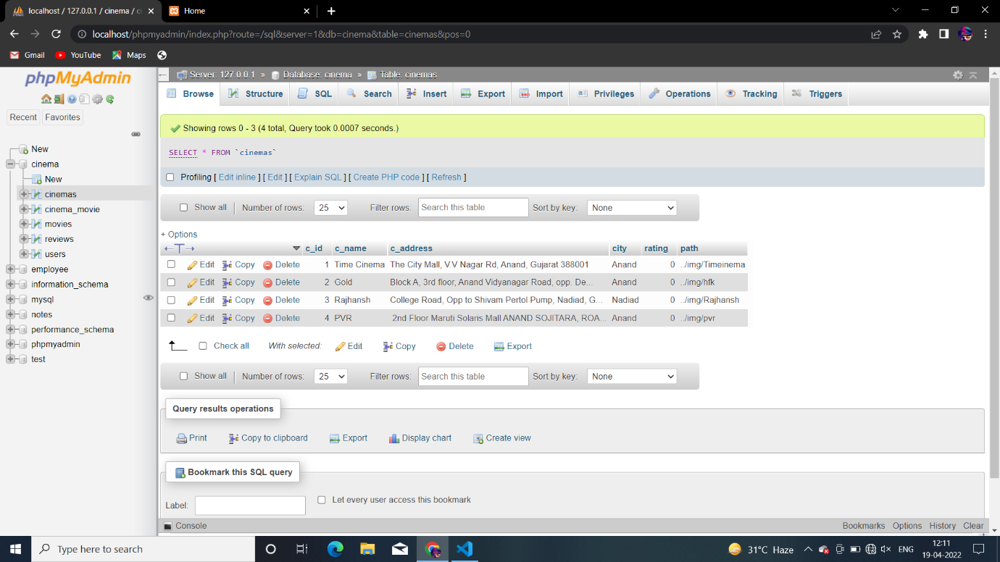 localhost / 127.0.0.1 / cinema / ci
Home
localhost/phpmyadmin/index.php?route=/sql&server=1&db=cinema&table=cinemas&pos=0
Gmail YouTube Maps
phpMyAdmin
Recent Favorites
New
cinema
New
cinemas
cinema_movie
movies
reviews
users
employee
information_schema
mysql
notes
performance_schema
phpmyadmin
test
Server: 127.0.0.1 » Database: cinema » Table: cinemas
Browse Structure SQL Search Insert Export Import Privileges Operations Tracking Triggers
Showing rows 0 - 3 (4 total, Query took 0.0007 seconds.)
SELECT * FROM `cinemas`
Profiling [ Edit inline ] [ Edit ] [ Explain SQL ] [ Create PHP code ] [ Refresh ]
Show all Number of rows: 25 Filter rows: Search this table Sort by key: None
+ Options
c_id c_name c_address city rating path
Edit Copy Delete 1 Time Cinema The City Mall, V.V Nagar Rd, Anand, Gujarat 388001 Anand 0 ../img/Timeinema
Edit Copy Delete 2 Gold Block A, 3rd floor, Anand Vidyanagar Road, opp. De... Anand 0 ../img/hfk
Edit Copy Delete 3 Rajhansh College Road, Opp to Shivam Pertol Pump, Nadiad, G... Nadiad 0 ../img/Rajhansh
Edit Copy Delete 4 PVR 2nd Floor Maruti Solaris Mall ANAND SOJITARA, ROA... Anand 0 ../img/pvr
Check all With selected: Edit Copy Delete Export
Show all Number of rows: 25 Filter rows: Search this table Sort by key: None
Query results operations
Print Copy to clipboard Export Display chart Create view
Bookmark this SQL query
Label: Let every user access this bookmark
Console Bookmarks Options History Clear
Type here to search
31°C Haze ENG
12:11
19-04-2022